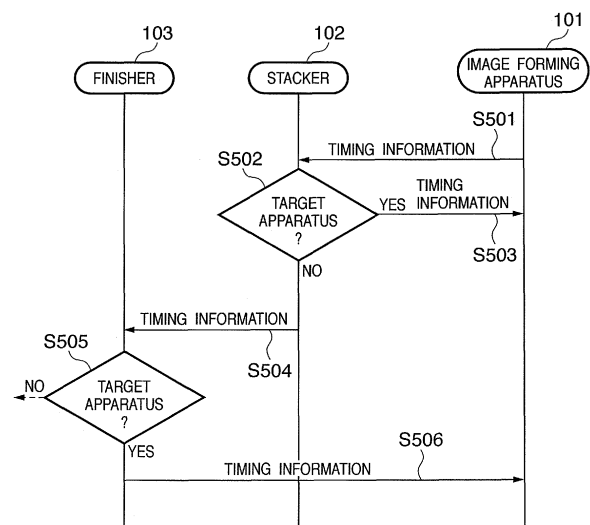 103
102
101
FINISHER
STACKER
IMAGE FORMING
APPARATUS
S501
TIMING INFORMATION
S502
TARGET
APPARATUS
?
YES
TIMING
INFORMATION
S503
NO
TIMING INFORMATION
S504
S505
NO
TARGET
APPARATUS
?
YES
S506
TIMING INFORMATION